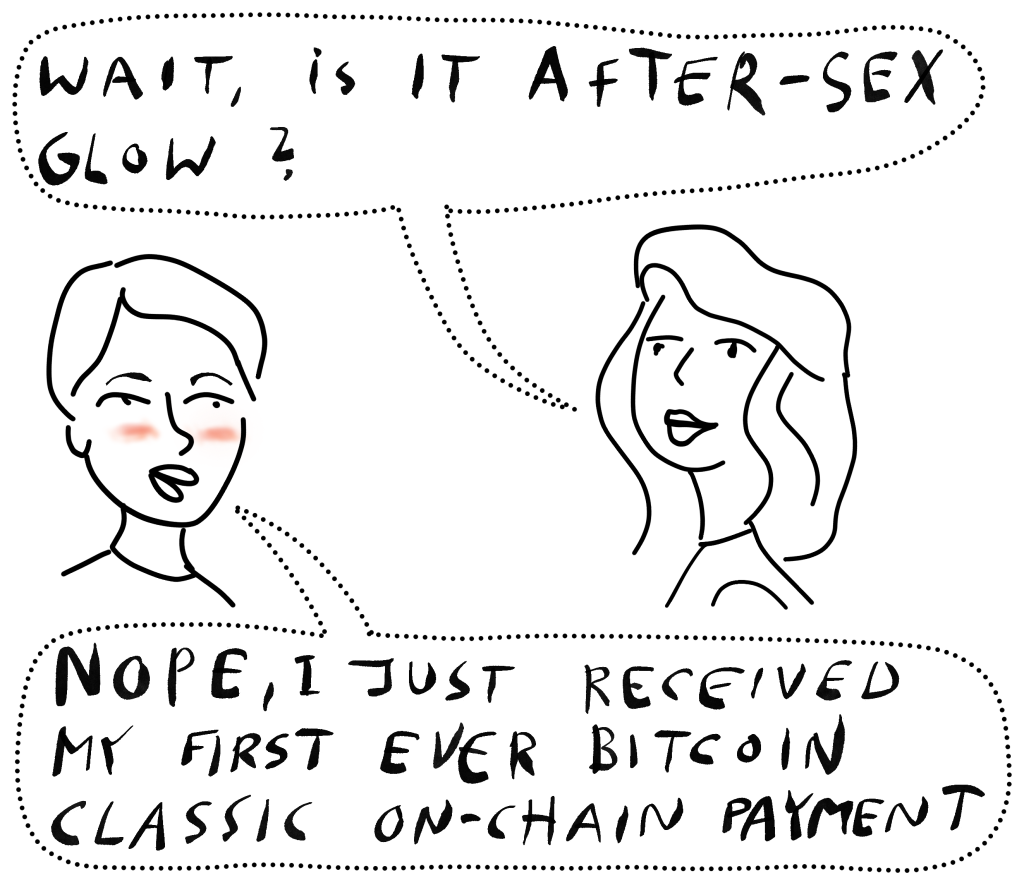 WAIT, is IT AfTER-SEX
GLOW ?
NOPE, I JUST RECEIVED
MY FIRST EVER BITCOIN
CLASSIC ON-CHAIN PAYMENT